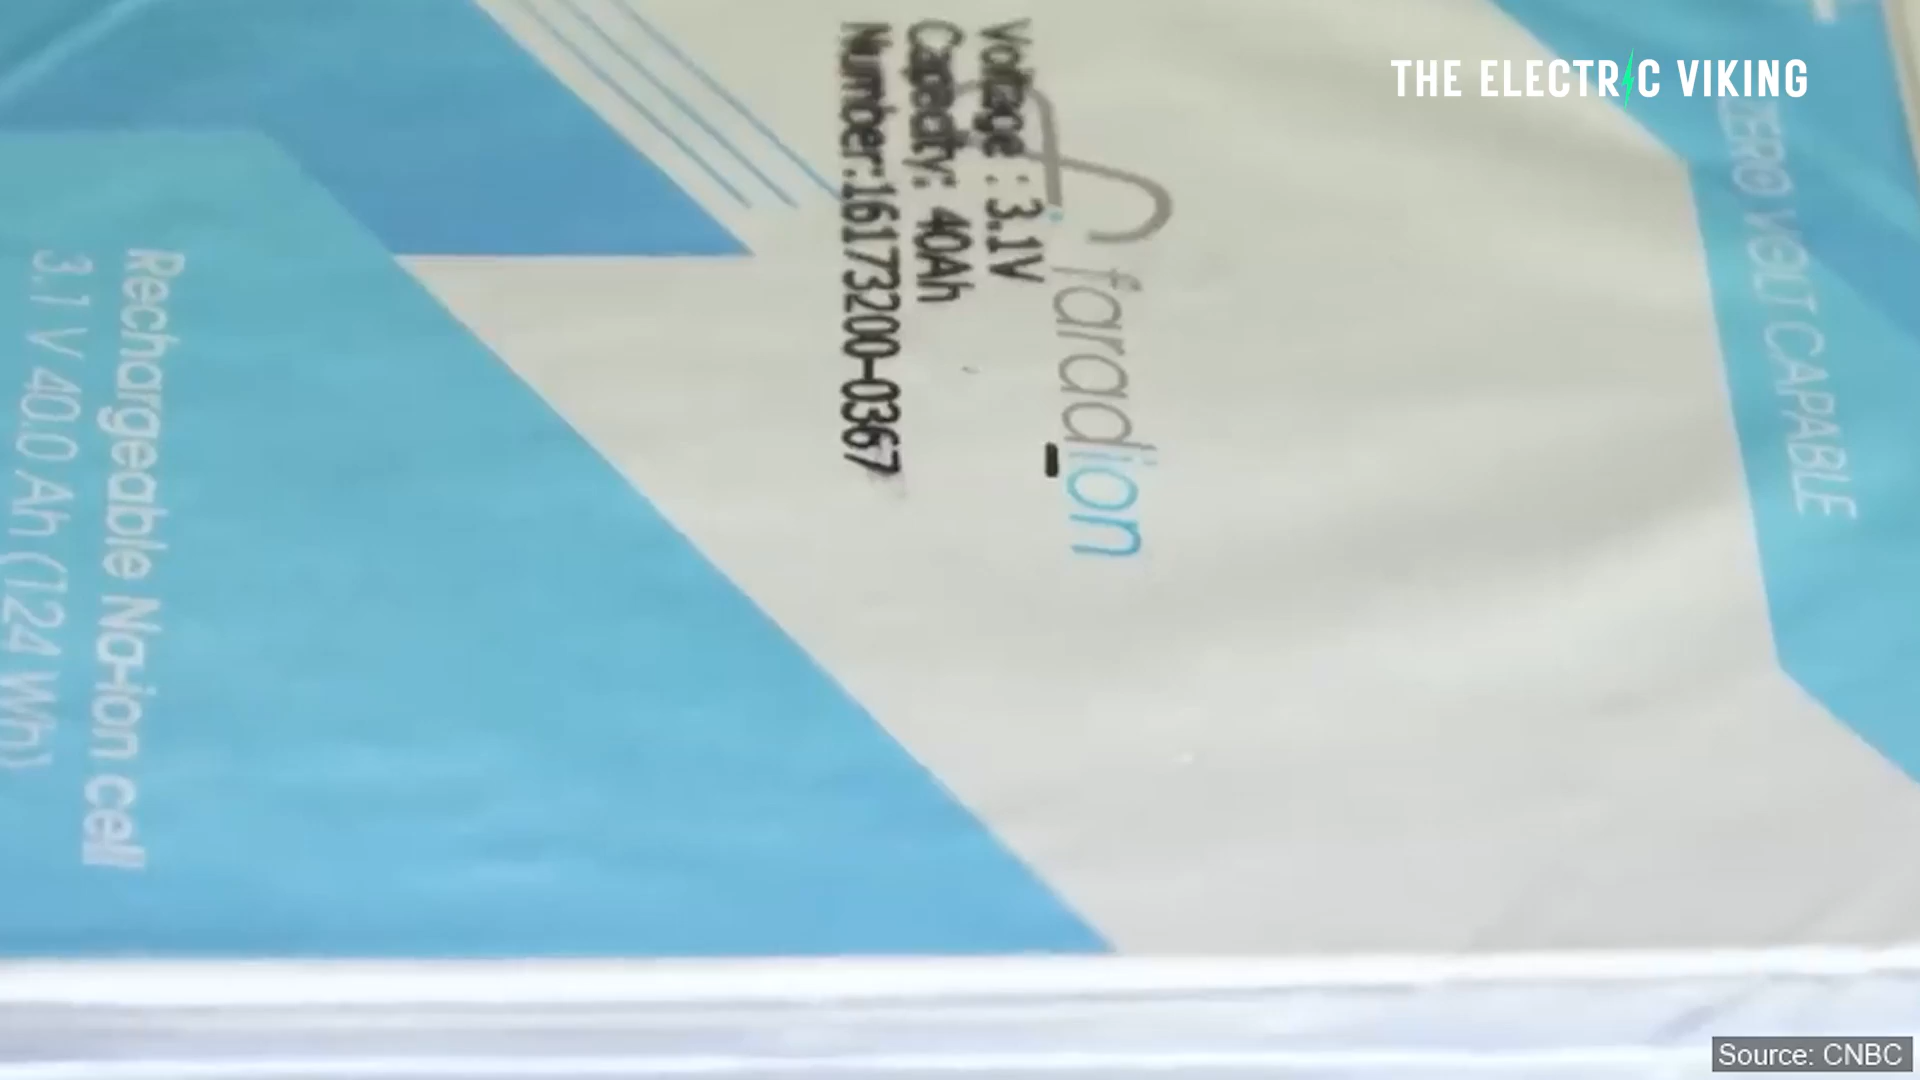 THE ELECTRIC VIKING
ZERO VOLT CAPABLE
faradion
Voltage : 3.1V
Capacity: 40Ah
Number:16173200-0367
Rechargeable Na-ion cell
3.1 V 40.0 Ah (124 Wh)
Source: CNBC